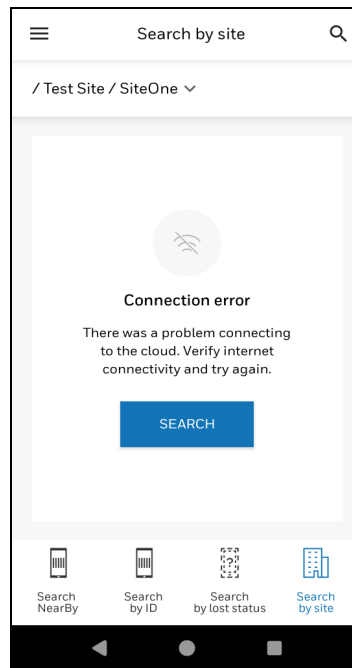 Search by site
/ Test Site / SiteOne
Connection error
There was a problem connecting
to the cloud. Verify internet
connectivity and try again.
SEARCH
Search
NearBy
Search
by ID
Search
by lost status
Search
by site